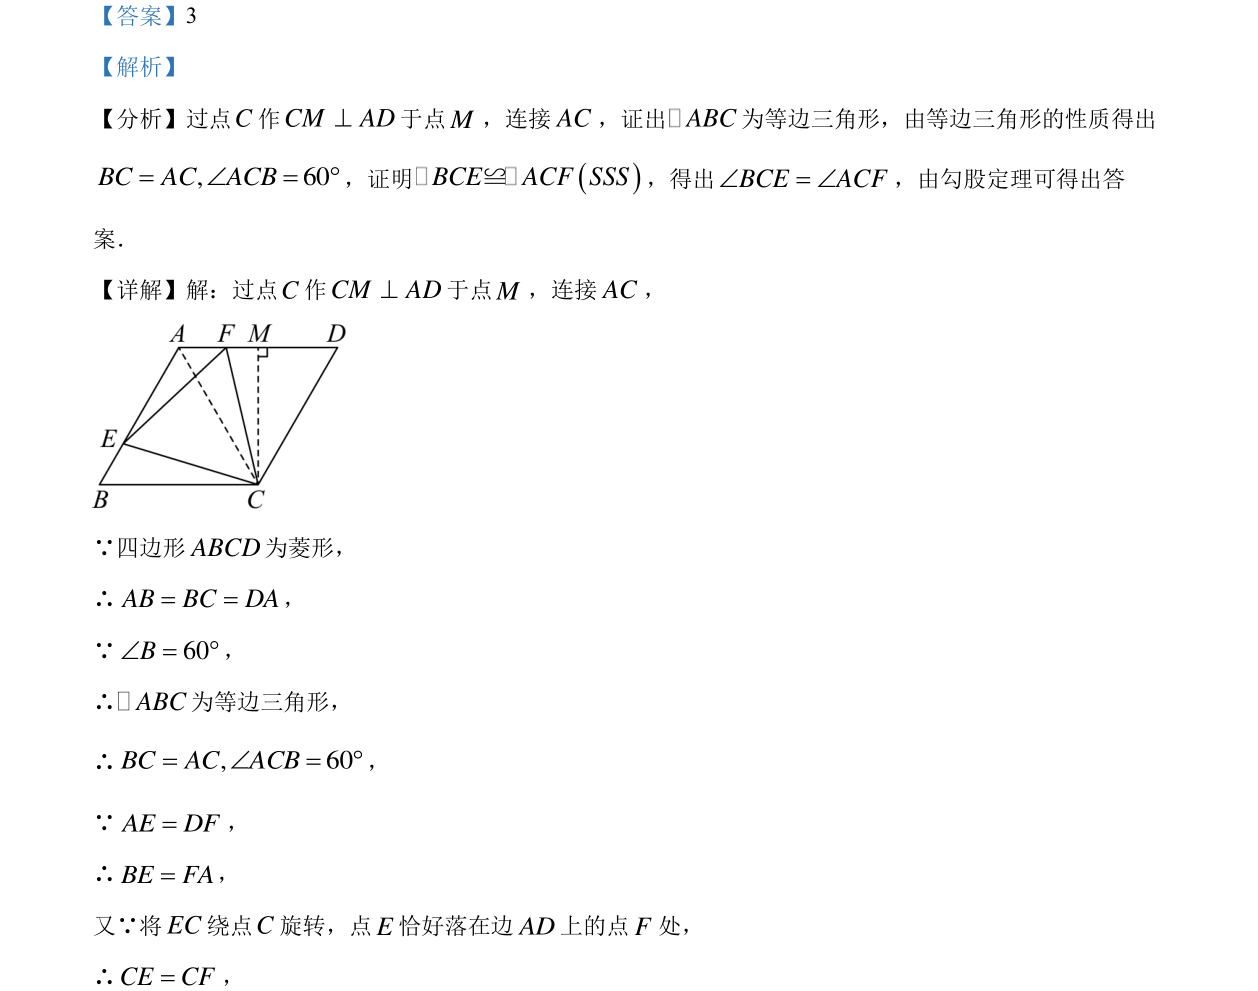 【答案】3
【解析】
【分析】过点C作CM ⊥ AD于点M，连接AC，证出□ABC为等边三角形，由等边三角形的性质得出
BC = AC,∠ACB = 60°，证明□BCE≌□ACF(SSS)，得出∠BCE = ∠ACF，由勾股定理可得出答
案．
【详解】解：过点C作CM ⊥ AD于点M，连接AC，
A F M D
E
B C
∵四边形ABCD为菱形，
∴AB = BC = DA，
∵∠B = 60°，
∴□ABC为等边三角形，
∴BC = AC,∠ACB = 60°，
∵AE = DF，
∴BE = FA，
又∵将EC绕点C旋转，点E恰好落在边AD上的点F处，
∴CE = CF，